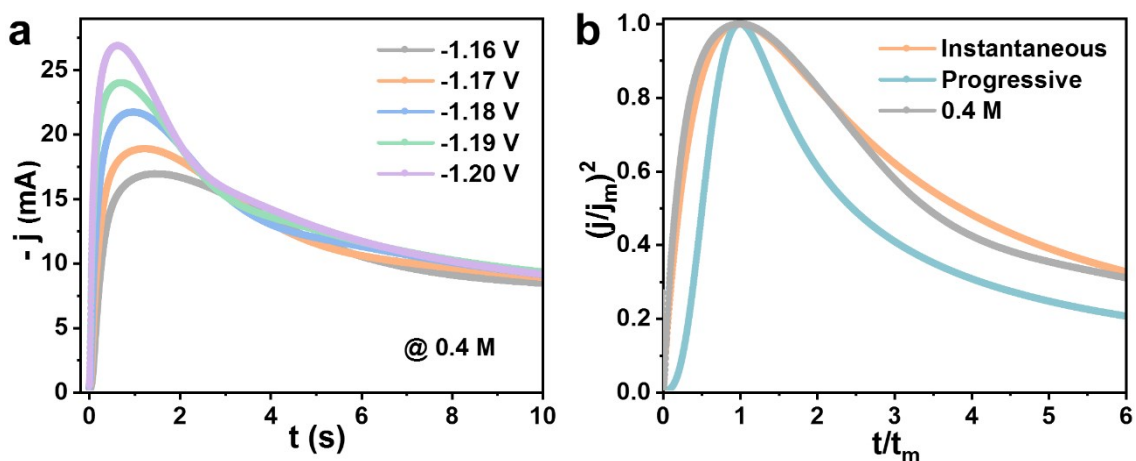 a
- j (mA)
25
20
15
10
5
0
0 2 4 6 8 10
t (s)
-1.16 V
-1.17 V
-1.18 V
-1.19 V
-1.20 V
@ 0.4 M
b
(j/j_m)^2
1.0
0.8
0.6
0.4
0.2
0.0
0 1 2 3 4 5 6
t/t_m
Instantaneous
Progressive
0.4 M